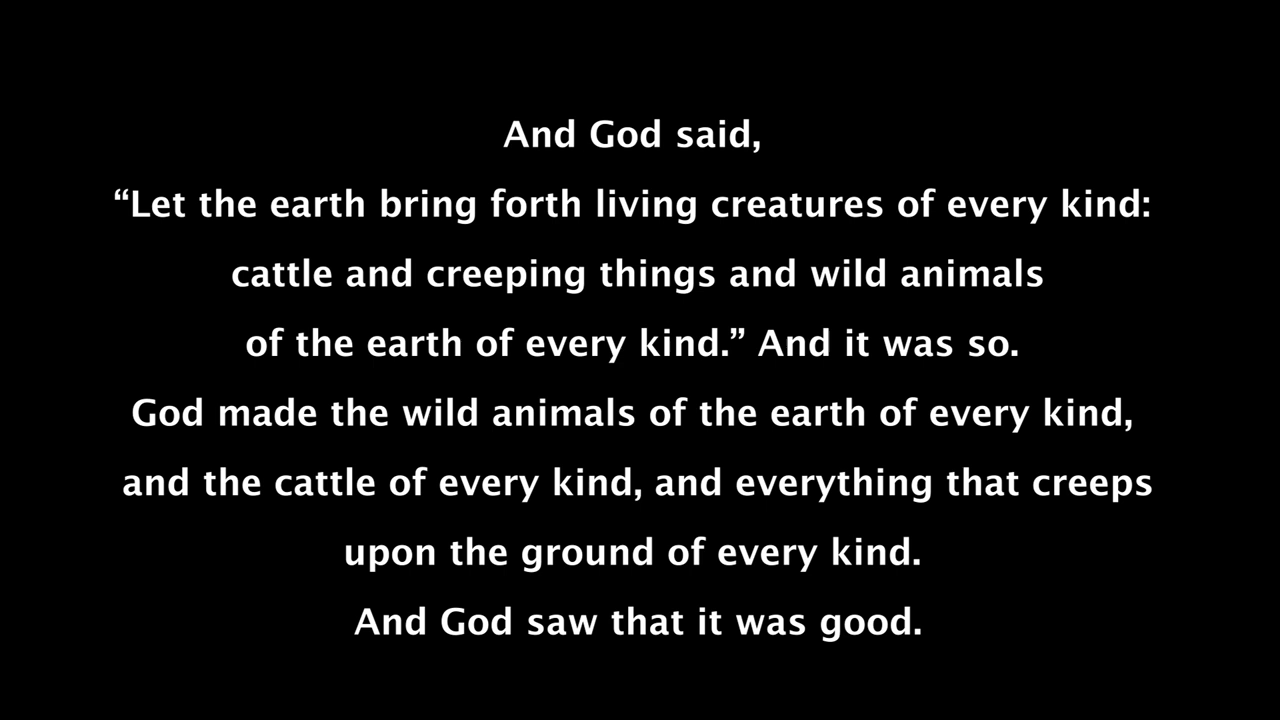 And God said,
“Let the earth bring forth living creatures of every kind:
cattle and creeping things and wild animals
of the earth of every kind.” And it was so.
God made the wild animals of the earth of every kind,
and the cattle of every kind, and everything that creeps
upon the ground of every kind.
And God saw that it was good.